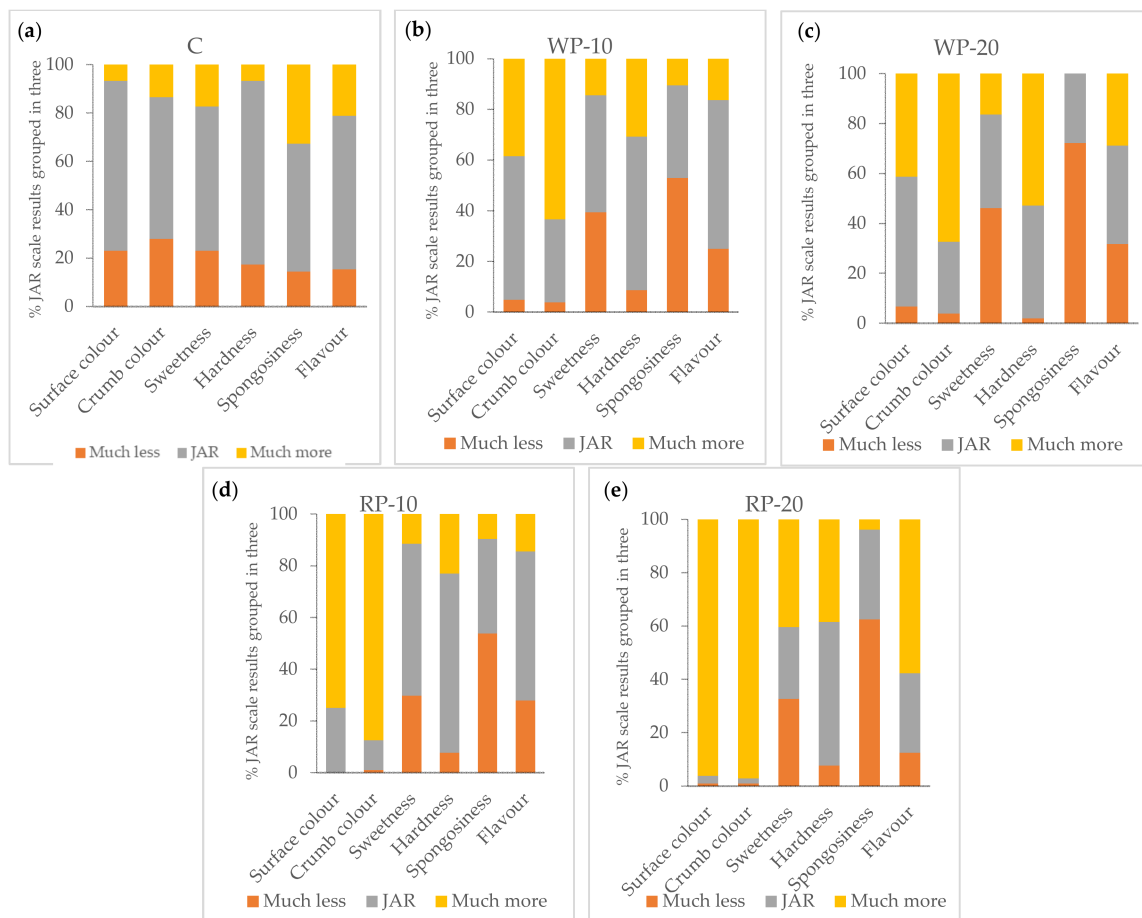 (a)
C
% JAR scale results grouped in three
100
80
60
40
20
0
Surface colour
Crumb colour
Sweetness
Hardness
Spongosiness
Flavour
Much less JAR Much more
(b)
WP-10
% JAR scale results grouped in three
100
80
60
40
20
0
Surface colour
Crumb colour
Sweetness
Hardness
Spongosiness
Flavour
Much less JAR Much more
(c)
WP-20
% JAR scale results grouped in three
100
80
60
40
20
0
Surface colour
Crumb colour
Sweetness
Hardness
Spongosiness
Flavour
Much less JAR Much more
(d)
RP-10
% JAR scale results grouped in three
100
80
60
40
20
0
Surface colour
Crumb colour
Sweetness
Hardness
Spongosiness
Flavour
Much less JAR Much more
(e)
RP-20
% JAR scale results grouped in three
100
80
60
40
20
0
Surface colour
Crumb colour
Sweetness
Hardness
Spongosiness
Flavour
Much less JAR Much more